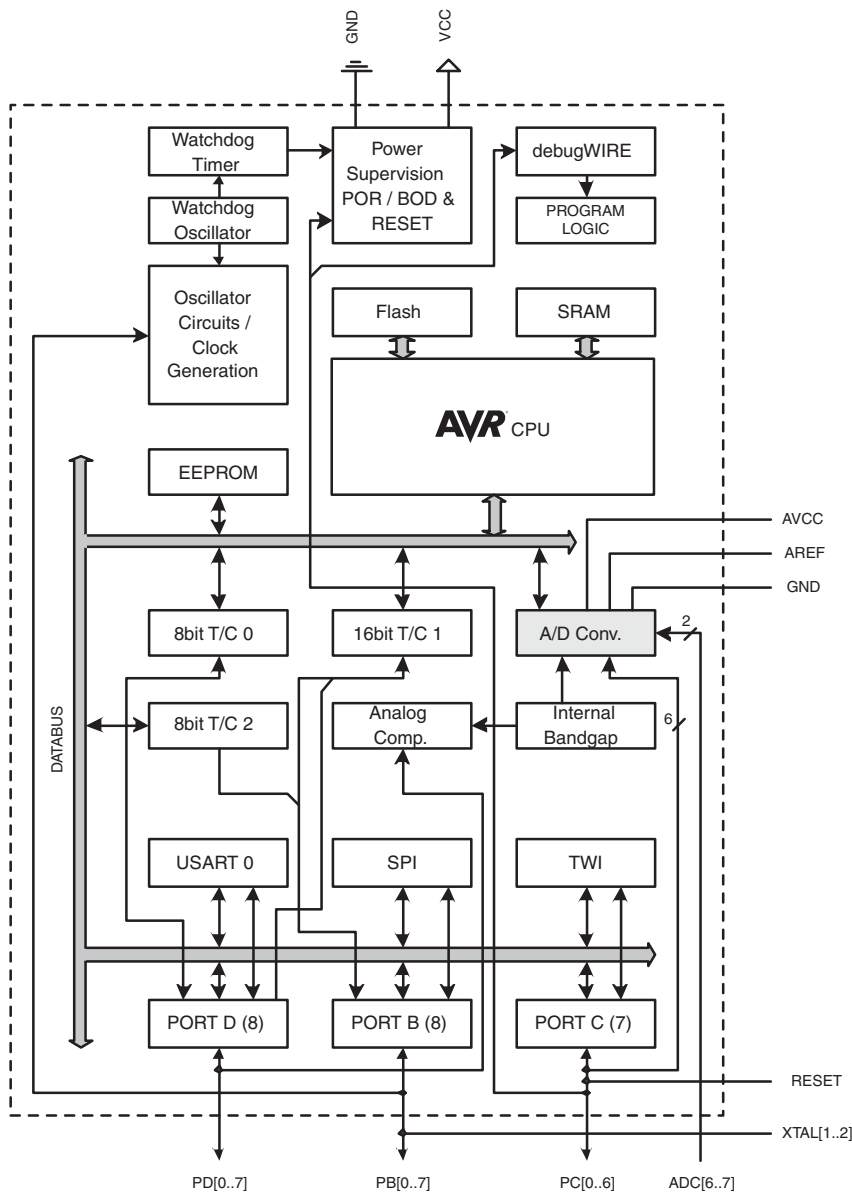 GND
VCC
Watchdog
Timer
Power
Supervision
POR / BOD &
RESET
debugWIRE
Watchdog
Oscillator
PROGRAM
LOGIC
Oscillator
Circuits /
Clock
Generation
Flash
SRAM
AVR CPU
EEPROM
AVCC
AREF
GND
8bit T/C 0
16bit T/C 1
A/D Conv.
2
DATABUS
8bit T/C 2
Analog
Comp.
Internal
Bandgap
6
USART 0
SPI
TWI
PORT D (8)
PORT B (8)
PORT C (7)
RESET
XTAL[1..2]
PD[0..7]
PB[0..7]
PC[0..6]
ADC[6..7]